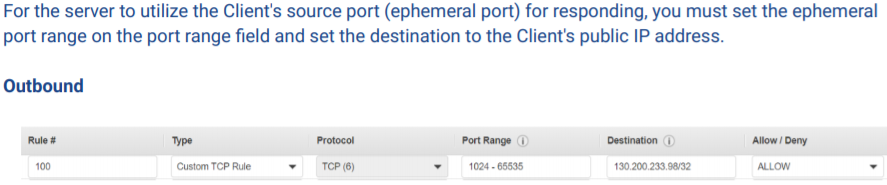 For the server to utilize the Client's source port (ephemeral port) for responding, you must set the ephemeral
port range on the port range field and set the destination to the Client's public IP address.
Outbound
Rule # Type Protocol Port Range i Destination i Allow / Deny
100 Custom TCP Rule TCP (6) 1024 - 65535 130.200.233.98/32 ALLOW